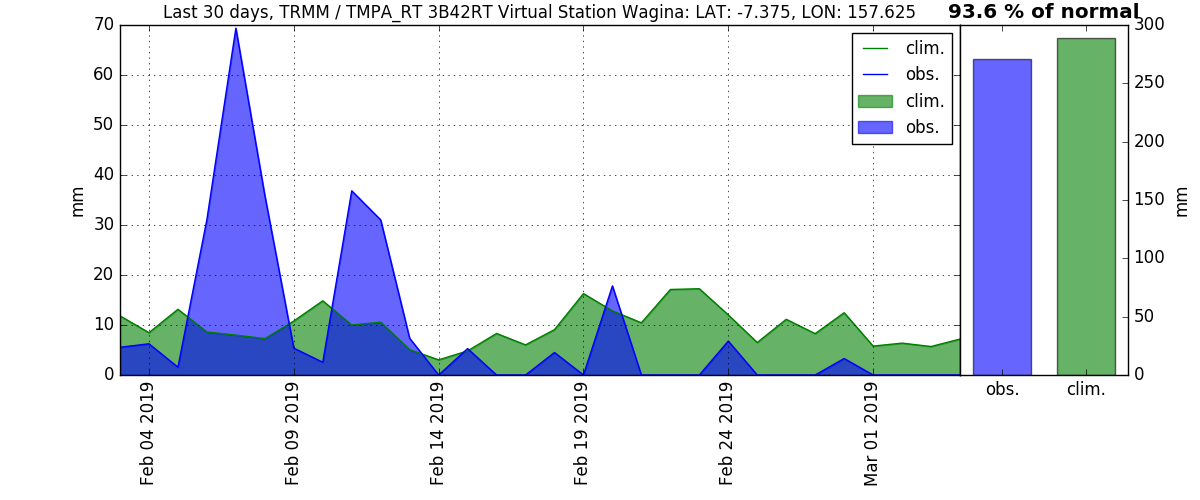 Last 30 days, TRMM / TMPA_RT 3B42RT Virtual Station Wagina: LAT: -7.375, LON: 157.625
93.6 % of normal
70
60
50
40
30
20
10
0
mm
clim.
obs.
clim.
obs.
Feb 04 2019
Feb 09 2019
Feb 14 2019
Feb 19 2019
Feb 24 2019
Mar 01 2019
300
250
200
150
100
50
0
mm
obs.
clim.